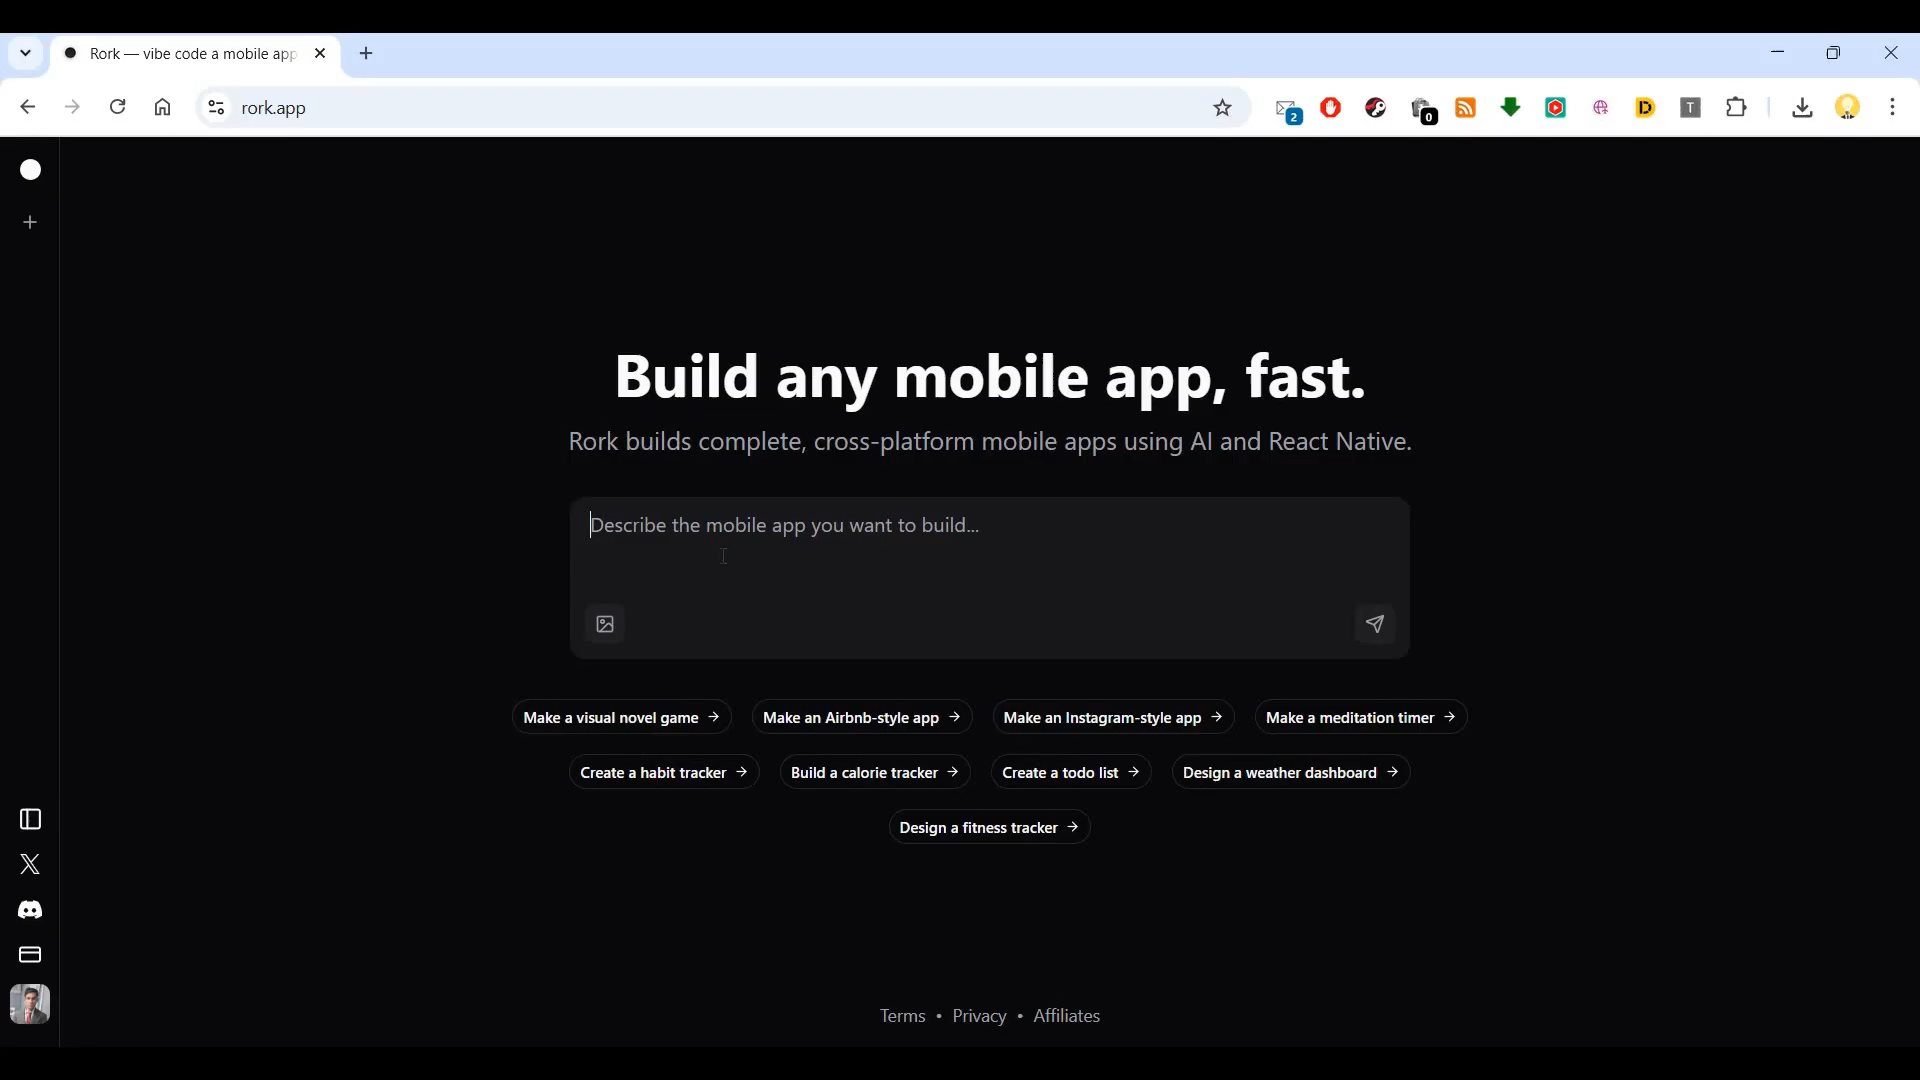 Rork — vibe code a mobile app
rork.app
2
0
D
T
Build any mobile app, fast.
Rork builds complete, cross-platform mobile apps using AI and React Native.
Describe the mobile app you want to build...
Make a visual novel game →
Make an Airbnb-style app →
Make an Instagram-style app →
Make a meditation timer →
Create a habit tracker →
Build a calorie tracker →
Create a todo list →
Design a weather dashboard →
Design a fitness tracker →
Terms • Privacy • Affiliates